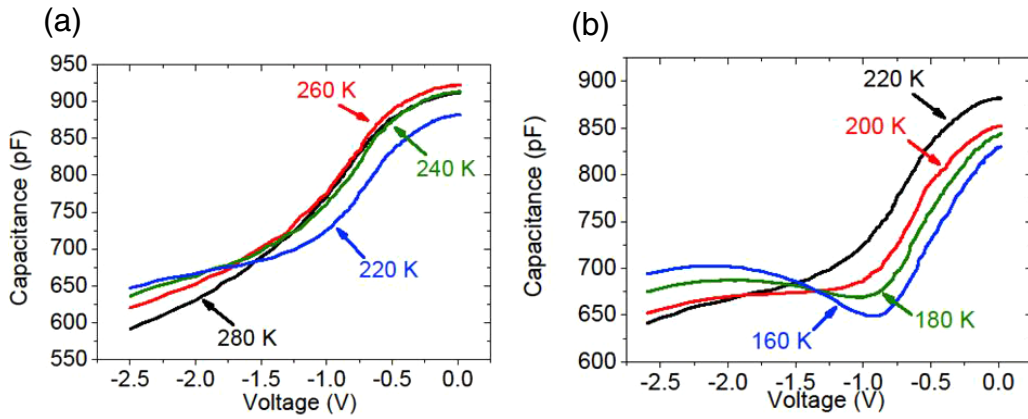 (a)
Capacitance (pF)
950
900
850
800
750
700
650
600
550
260 K
240 K
220 K
280 K
-2.5 -2.0 -1.5 -1.0 -0.5 0.0
Voltage (V)
(b)
Capacitance (pF)
900
850
800
750
700
650
600
220 K
200 K
180 K
160 K
-2.5 -2.0 -1.5 -1.0 -0.5 0.0
Voltage (V)